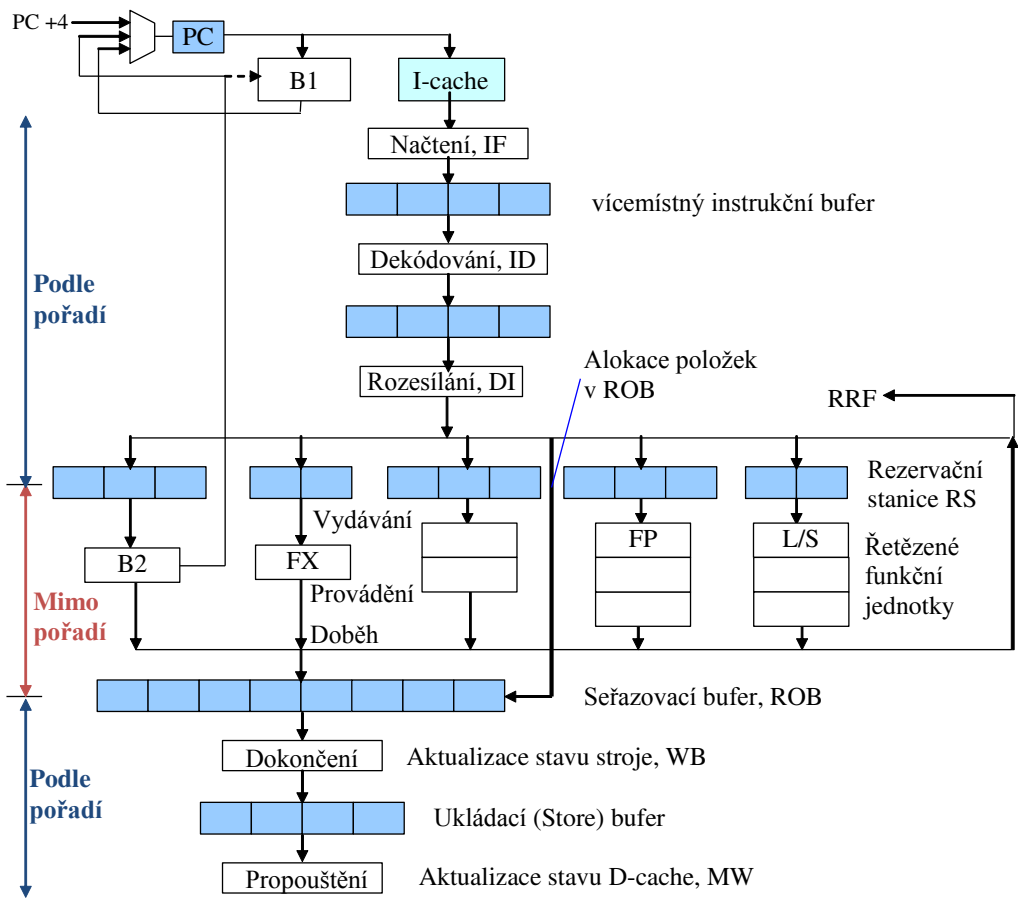 PC +4
PC
B1
I-cache
Načtení, IF
vícemístný instrukční bufer
Dekódování, ID
Podle
pořadí
Rozesílání, DI
Alokace položek
v ROB
RRF
Rezervační
stanice RS
Vydávání
B2
FX
FP
L/S
Řetězené
funkční
jednotky
Provádění
Mimo
pořadí
Doběh
Seřazovací bufer, ROB
Dokončení
Aktualizace stavu stroje, WB
Podle
pořadí
Ukládací (Store) bufer
Propouštění
Aktualizace stavu D-cache, MW